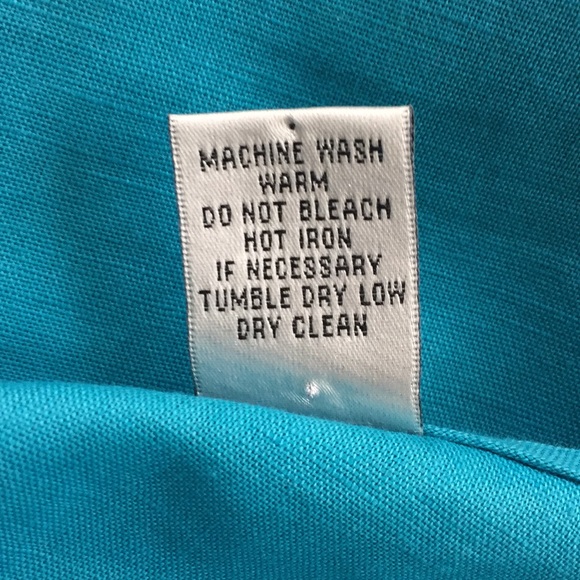 MACHINE WASH
WARM
DO NOT BLEACH
HOT IRON
IF NECESSARY
TUMBLE DRY LOW
DRY CLEAN